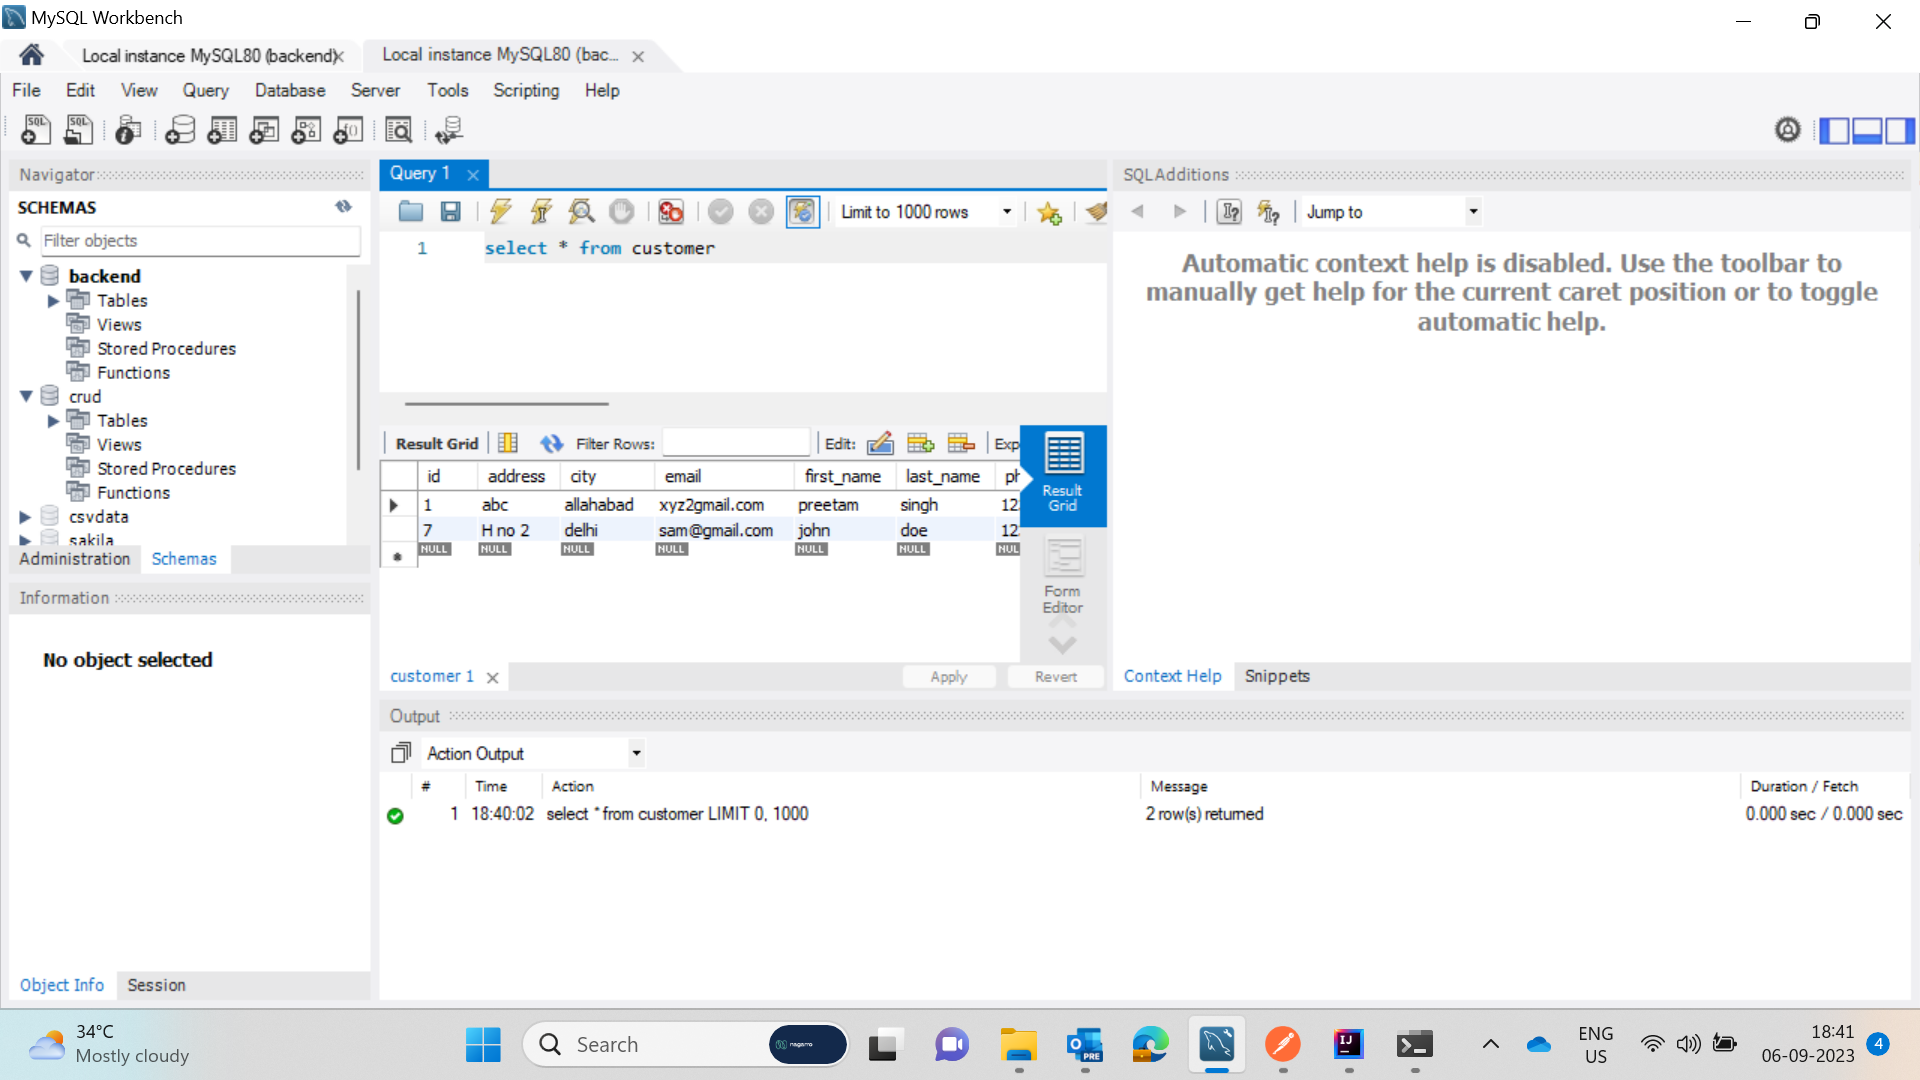 MySQL Workbench
Local instance MySQL80 (backend)
Local instance MySQL80 (bac...
File Edit View Query Database Server Tools Scripting Help
Navigator
SCHEMAS
Filter objects
backend
Tables
Views
Stored Procedures
Functions
crud
Tables
Views
Stored Procedures
Functions
csvdata
sakila
Administration Schemas
Information
No object selected
Object Info Session
Query 1
Limit to 1000 rows
1 select * from customer
Result Grid Filter Rows: Edit: Exp
id address city email first_name last_name ph
1 abc allahabad xyz2gmail.com preetam singh 12
7 H no 2 delhi sam@gmail.com john doe 12
NULL NULL NULL NULL NULL NULL NUL
Result
Grid
Form
Editor
customer 1 Apply Revert
SQLAdditions
Jump to
Automatic context help is disabled. Use the toolbar to
manually get help for the current caret position or to toggle
automatic help.
Context Help Snippets
Output
Action Output
# Time Action Message Duration / Fetch
1 18:40:02 select * from customer LIMIT 0, 1000 2 row(s) returned 0.000 sec / 0.000 sec
34°C
Mostly cloudy
Search
nagarro
PRE
IJ
ENG
US
18:41
06-09-2023
4